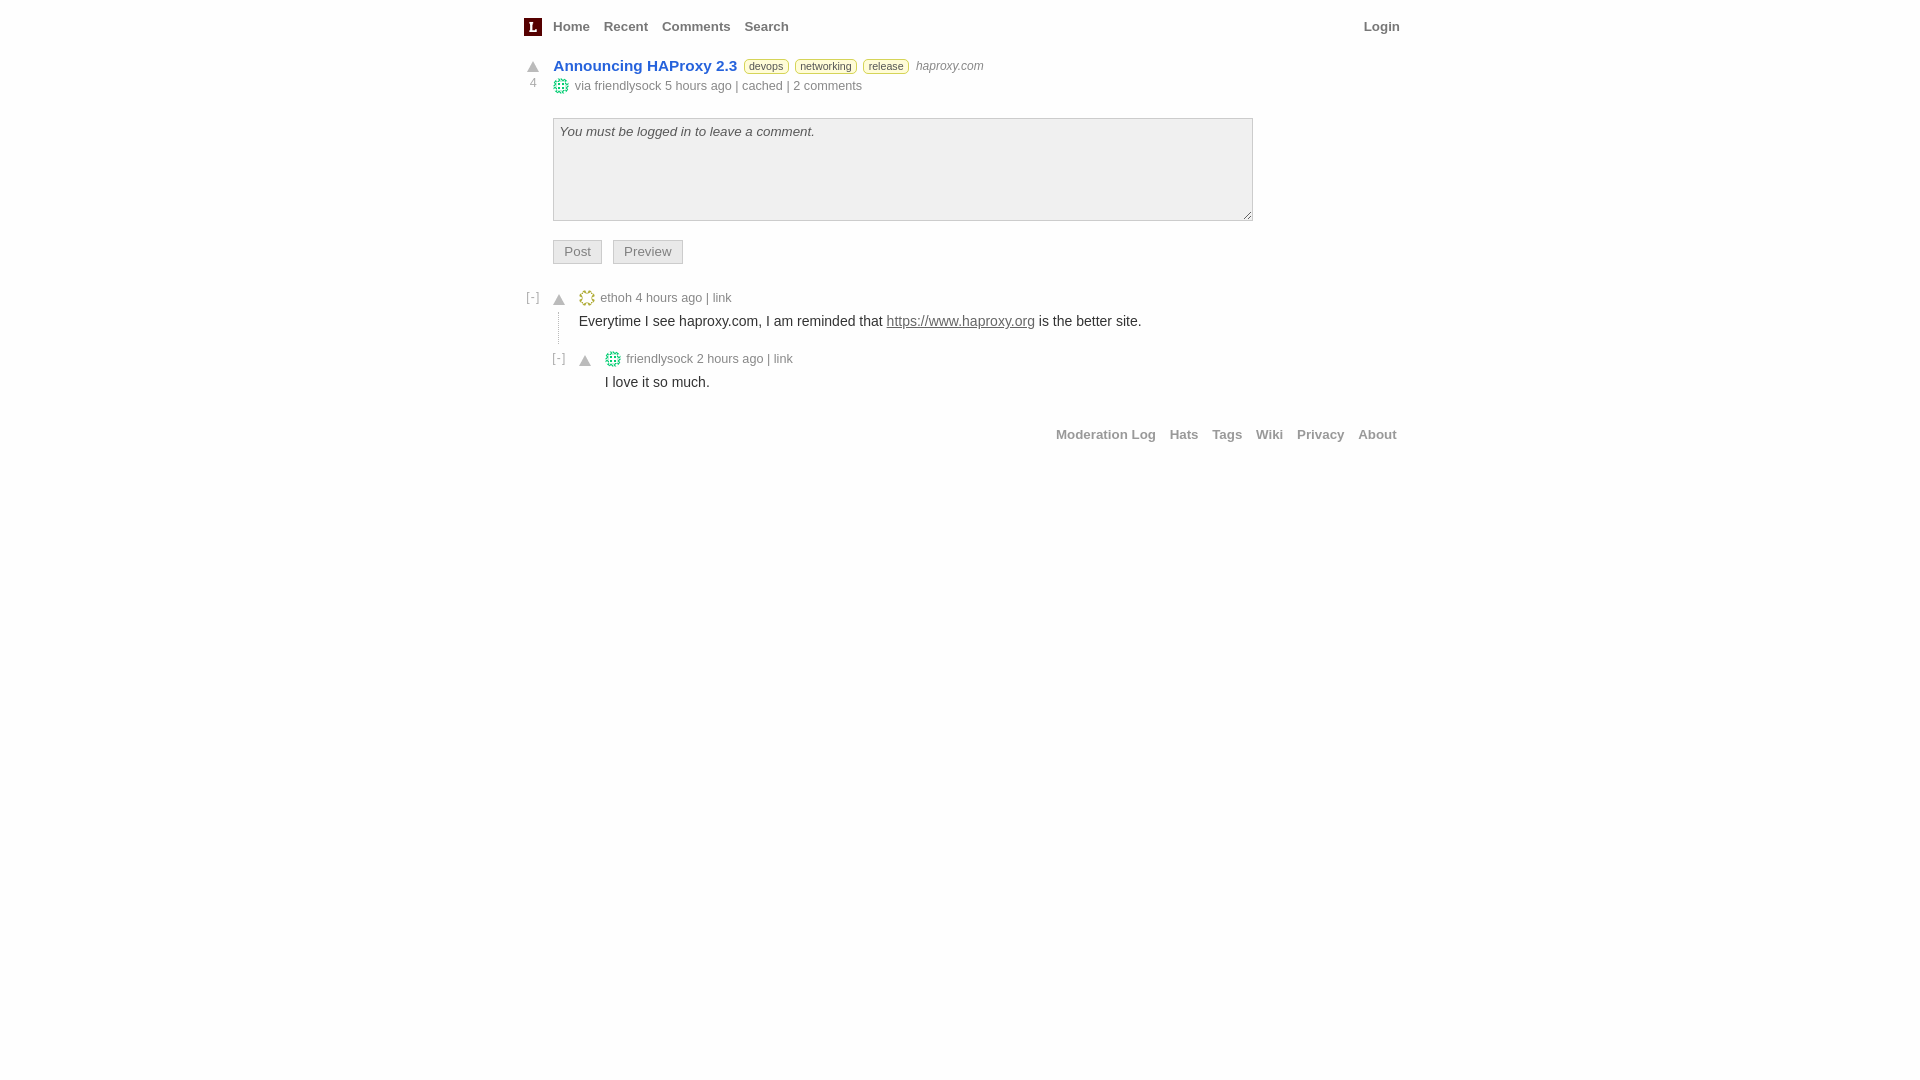 L Home Recent Comments Search Login
Announcing HAProxy 2.3 devops networking release haproxy.com
4
via friendlysock 5 hours ago | cached | 2 comments
You must be logged in to leave a comment.
Post Preview
[-] ethoh 4 hours ago | link
Everytime I see haproxy.com, I am reminded that https://www.haproxy.org is the better site.
[-] friendlysock 2 hours ago | link
I love it so much.
Moderation Log Hats Tags Wiki Privacy About